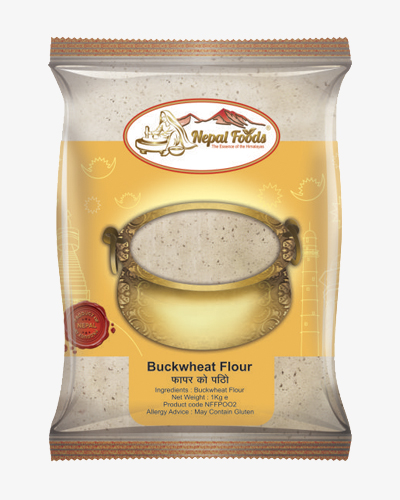 Nepal Foods
The Essence of the Himalayas
NEPAL
Buckwheat Flour
फापर को पिठो
Ingredients : Buckwheat Flour
Net Weight : 1Kg e
Product code NFFPOO2
Allergy Advice : May Contain Gluten